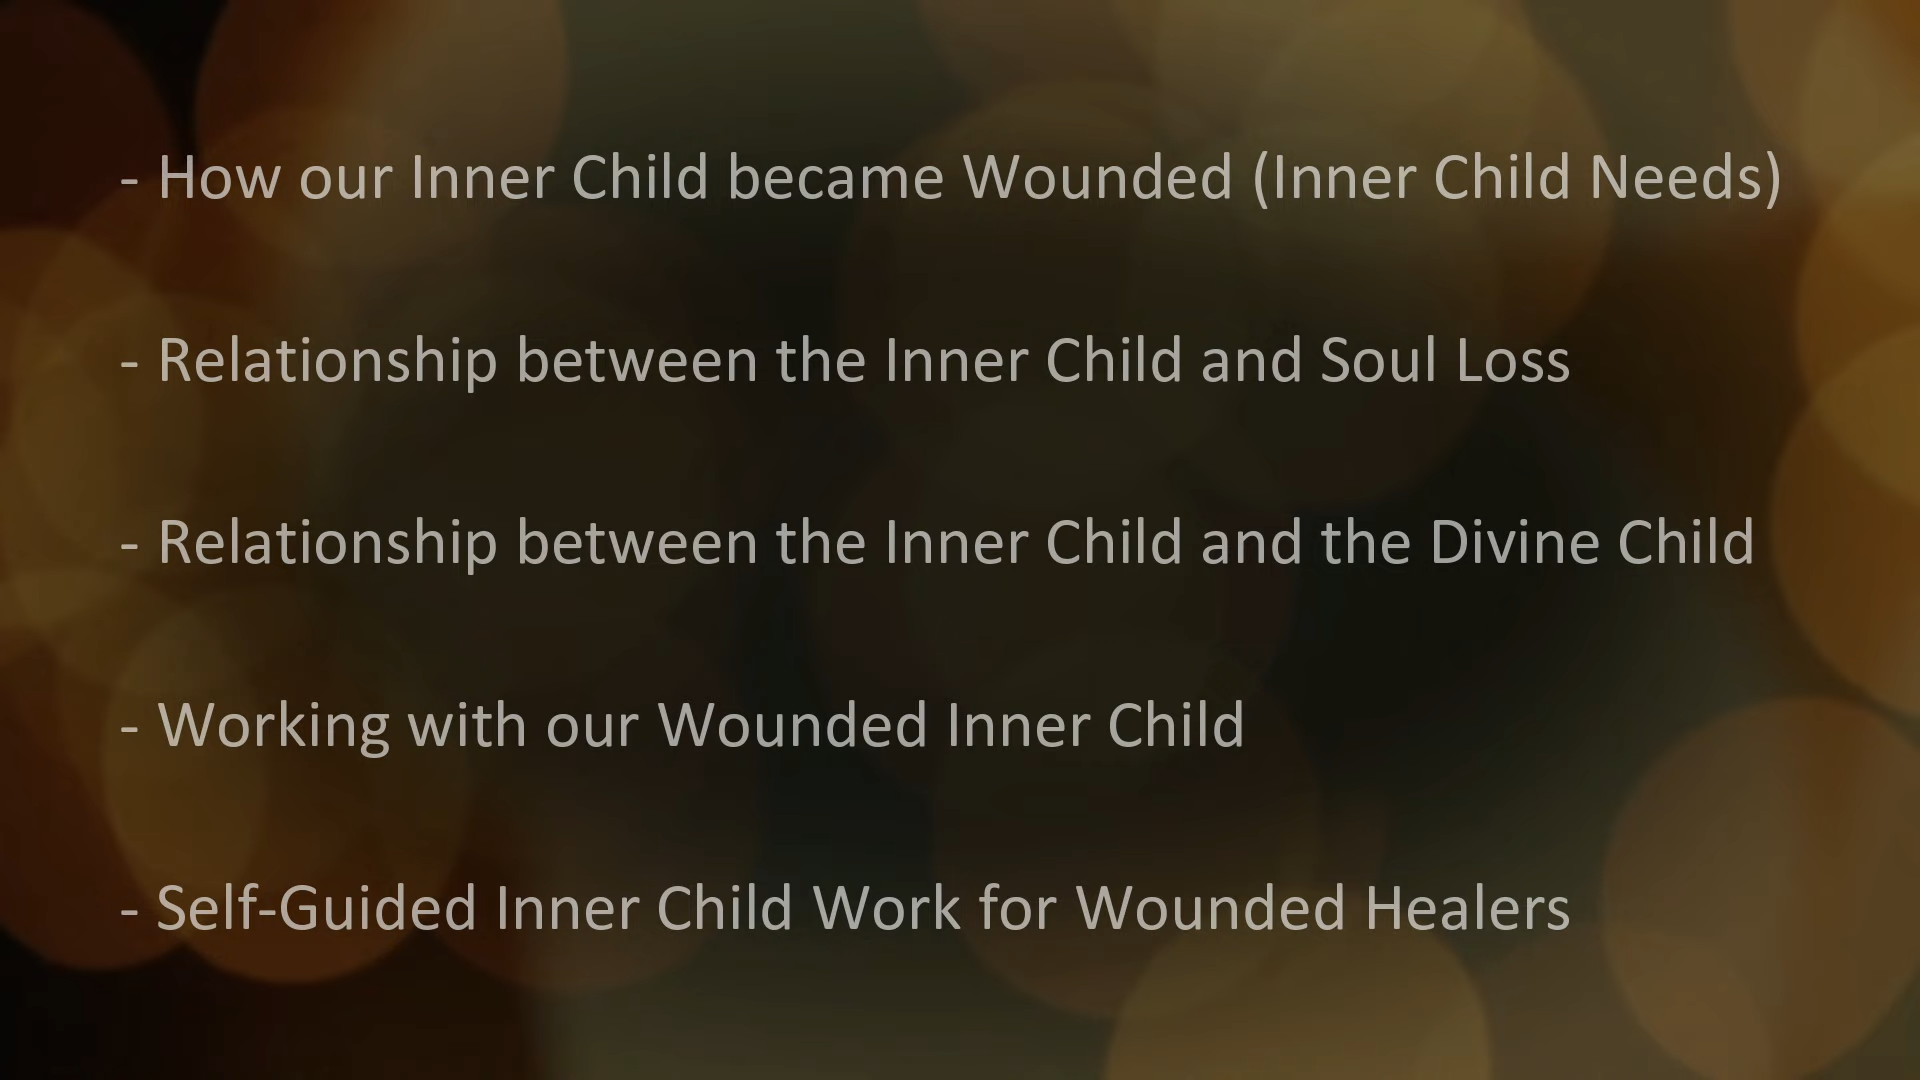 - How our Inner Child became Wounded (Inner Child Needs)
- Relationship between the Inner Child and Soul Loss
- Relationship between the Inner Child and the Divine Child
- Working with our Wounded Inner Child
- Self-Guided Inner Child Work for Wounded Healers